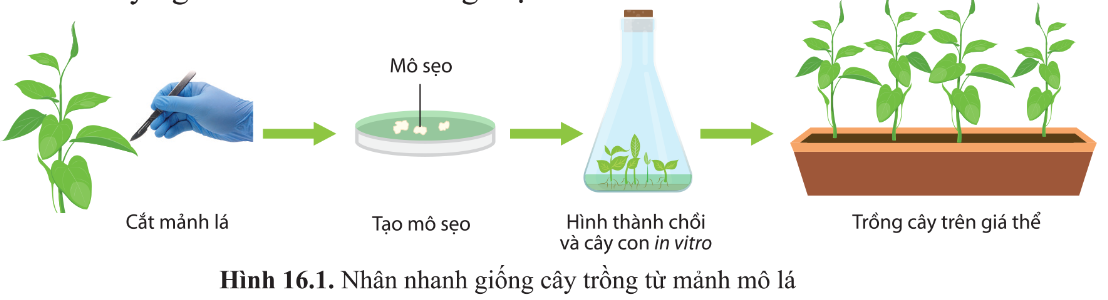 Mô sẹo
Cắt mảnh lá
Tạo mô sẹo
Hình thành chồi
và cây con in vitro
Trồng cây trên giá thể
Hình 16.1. Nhân nhanh giống cây trồng từ mảnh mô lá